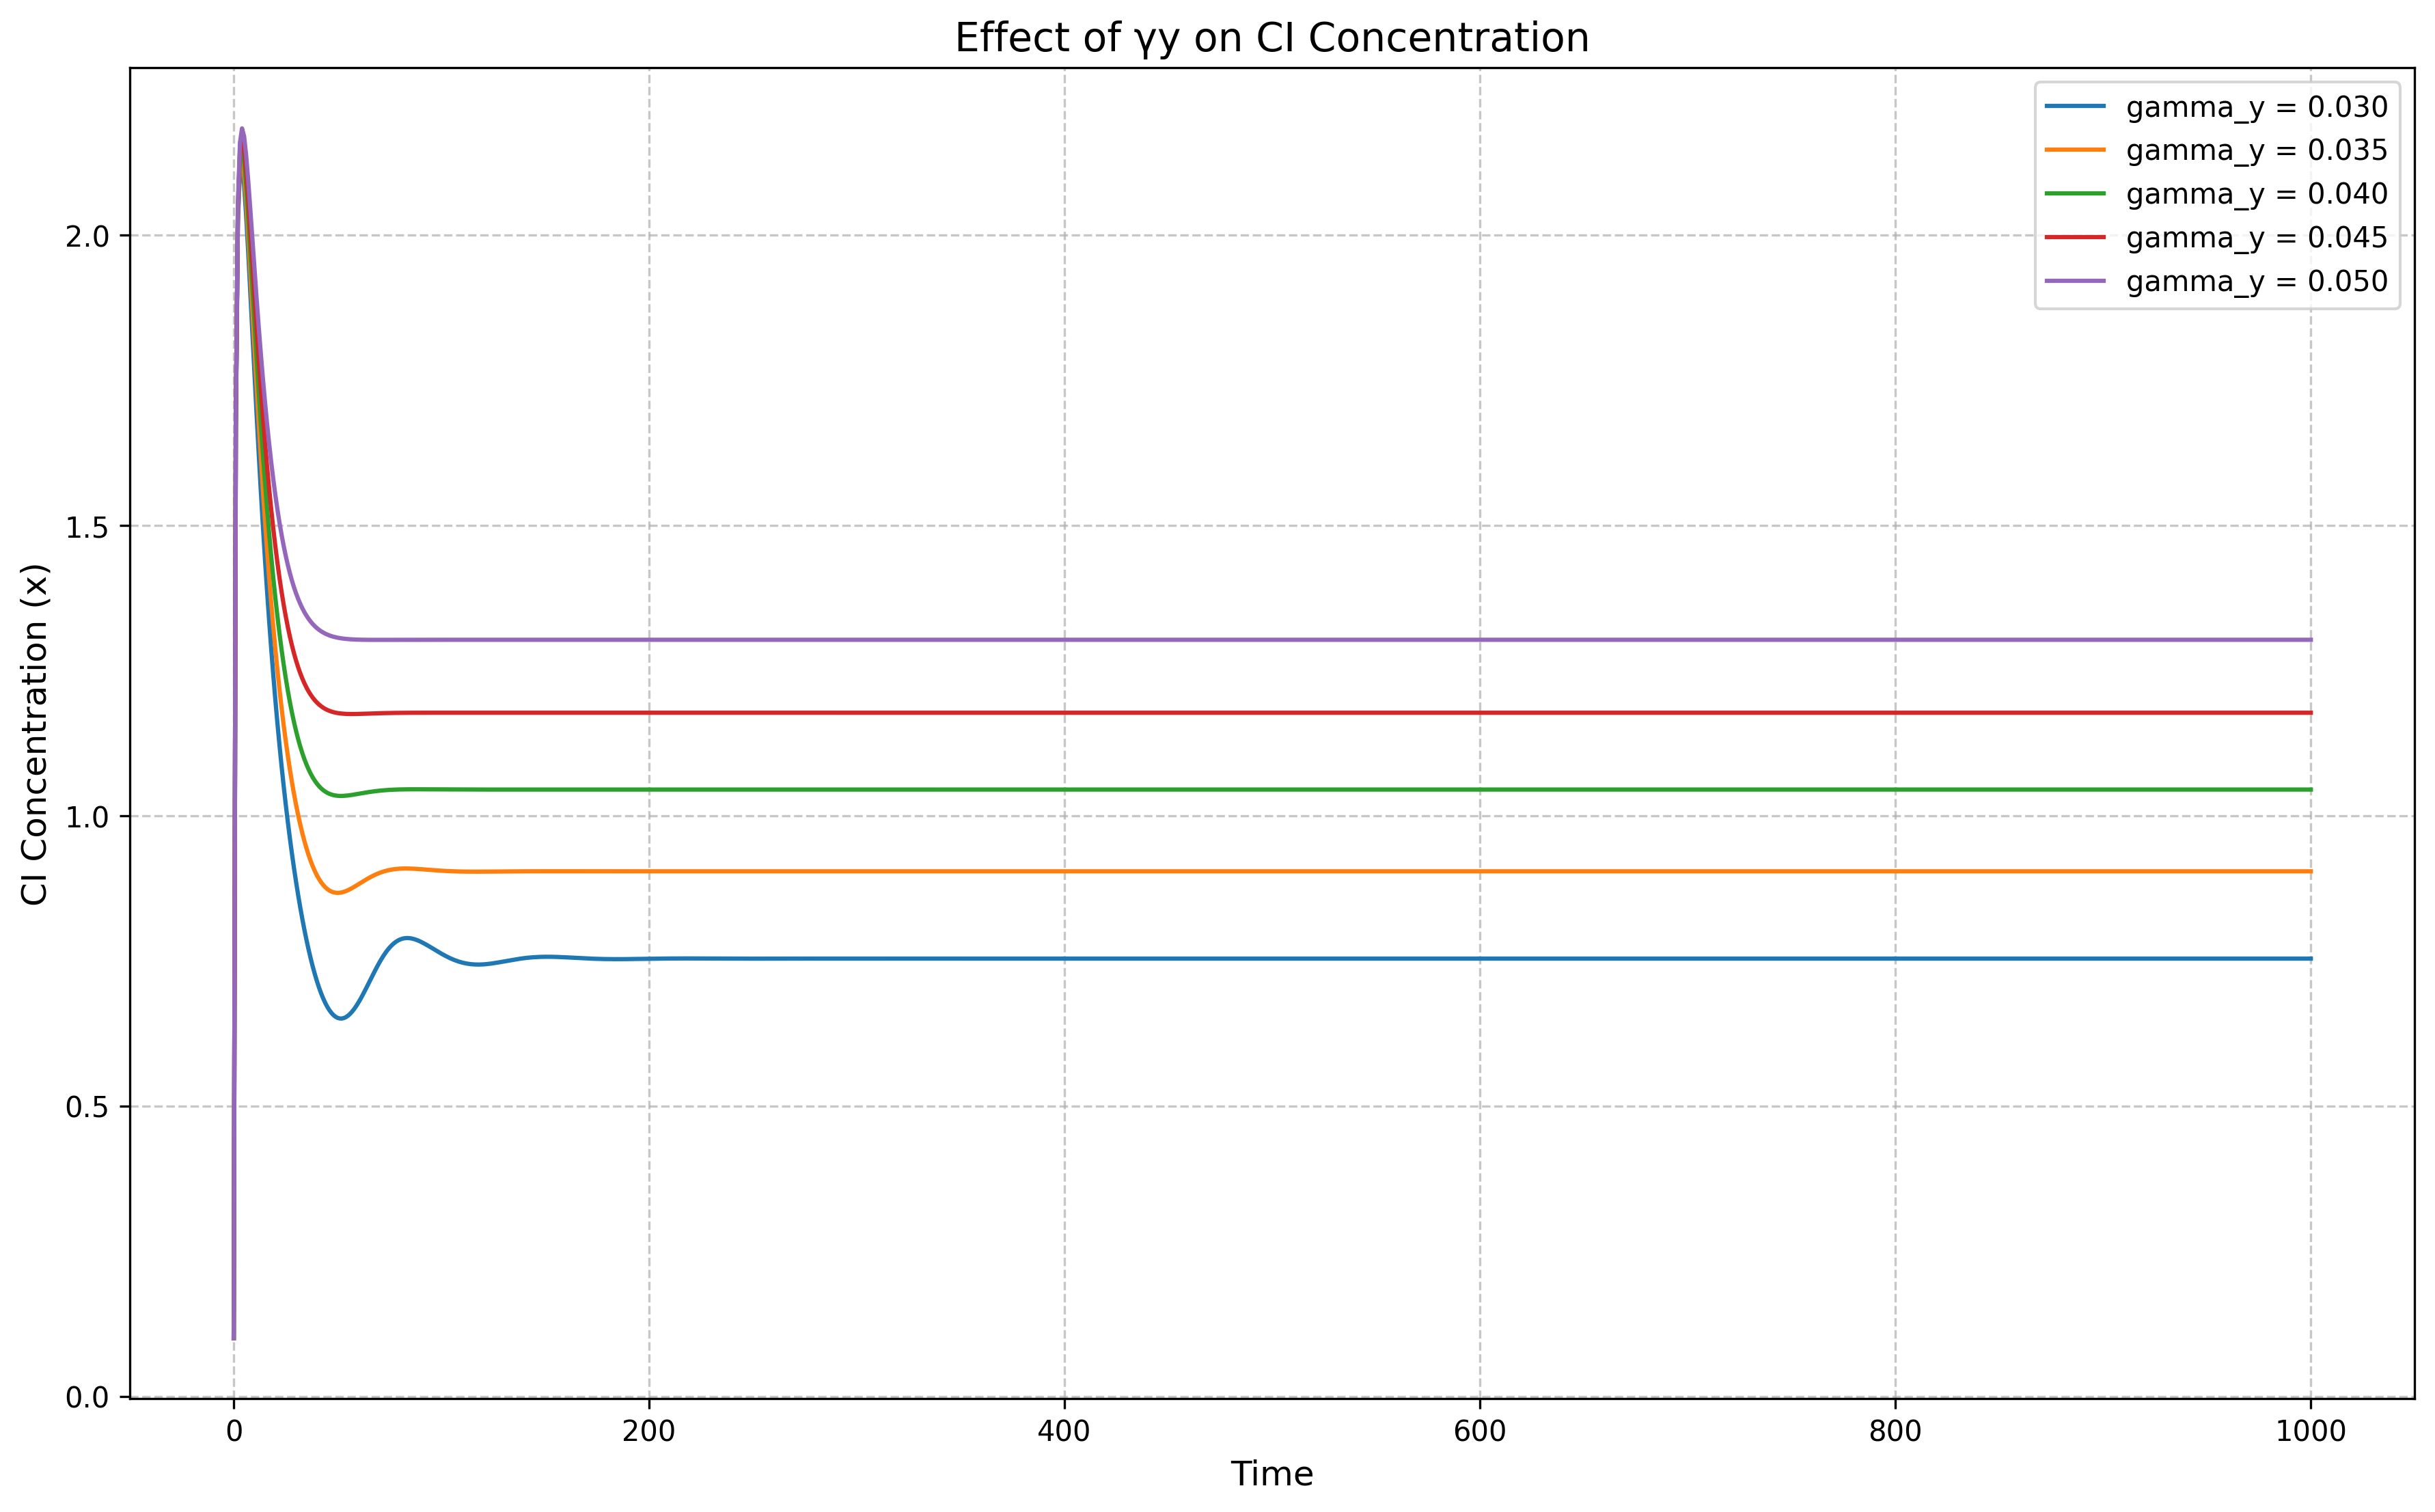 Effect of γy on CI Concentration
gamma_y = 0.030
gamma_y = 0.035
gamma_y = 0.040
gamma_y = 0.045
gamma_y = 0.050
CI Concentration (x)
2.0
1.5
1.0
0.5
0.0
0 200 400 600 800 1000
Time